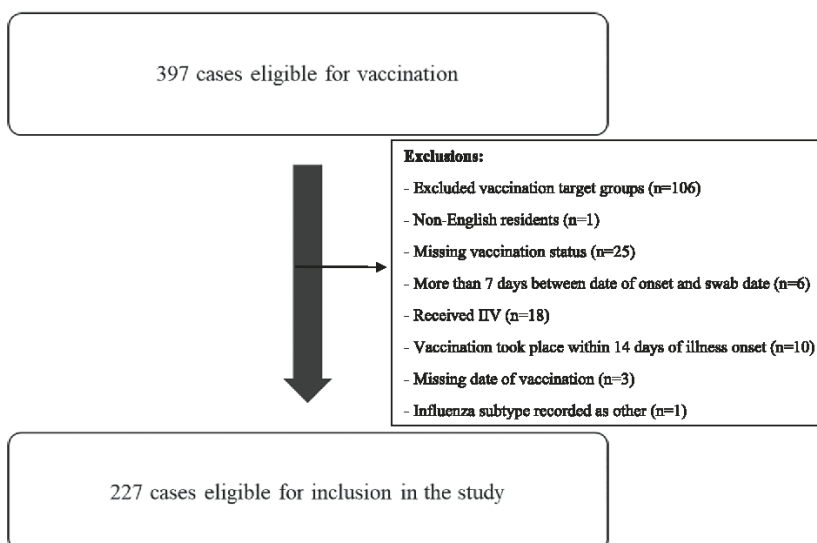 397 cases eligible for vaccination
Exclusions:
- Excluded vaccination target groups (n=106)
- Non-English residents (n=1)
- Missing vaccination status (n=25)
- More than 7 days between date of onset and swab date (n=6)
- Received IIV (n=18)
- Vaccination took place within 14 days of illness onset (n=10)
- Missing date of vaccination (n=3)
- Influenza subtype recorded as other (n=1)
227 cases eligible for inclusion in the study